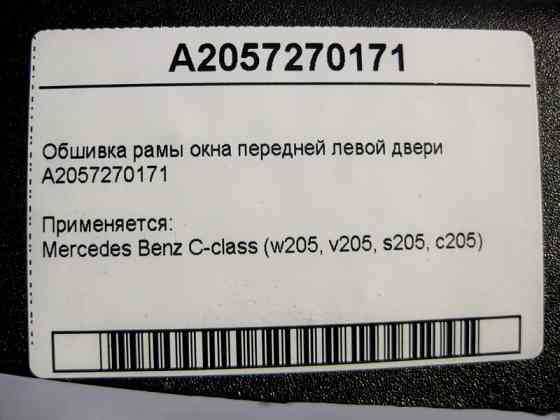 A2057270171
Обшивка рамы окна передней левой двери
A2057270171
Применяется:
Mercedes Benz C-class (w205, v205, s205, c205)